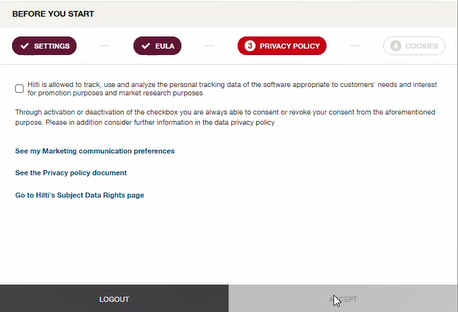 BEFORE YOU START
SETTINGS
EULA
3 PRIVACY POLICY
4 COOKIES
Hilti is allowed to track, use and analyze the personal tracking data of the software appropriate to customers' needs and interest
for promotion purposes and market research purposes
Through activation or deactivation of the checkbox you are always able to consent or revoke your consent from the aforementioned
purpose. Please in addition consider further information in the data privacy policy
See my Marketing communication preferences
See the Privacy policy document
Go to Hilti's Subject Data Rights page
LOGOUT
ACCEPT